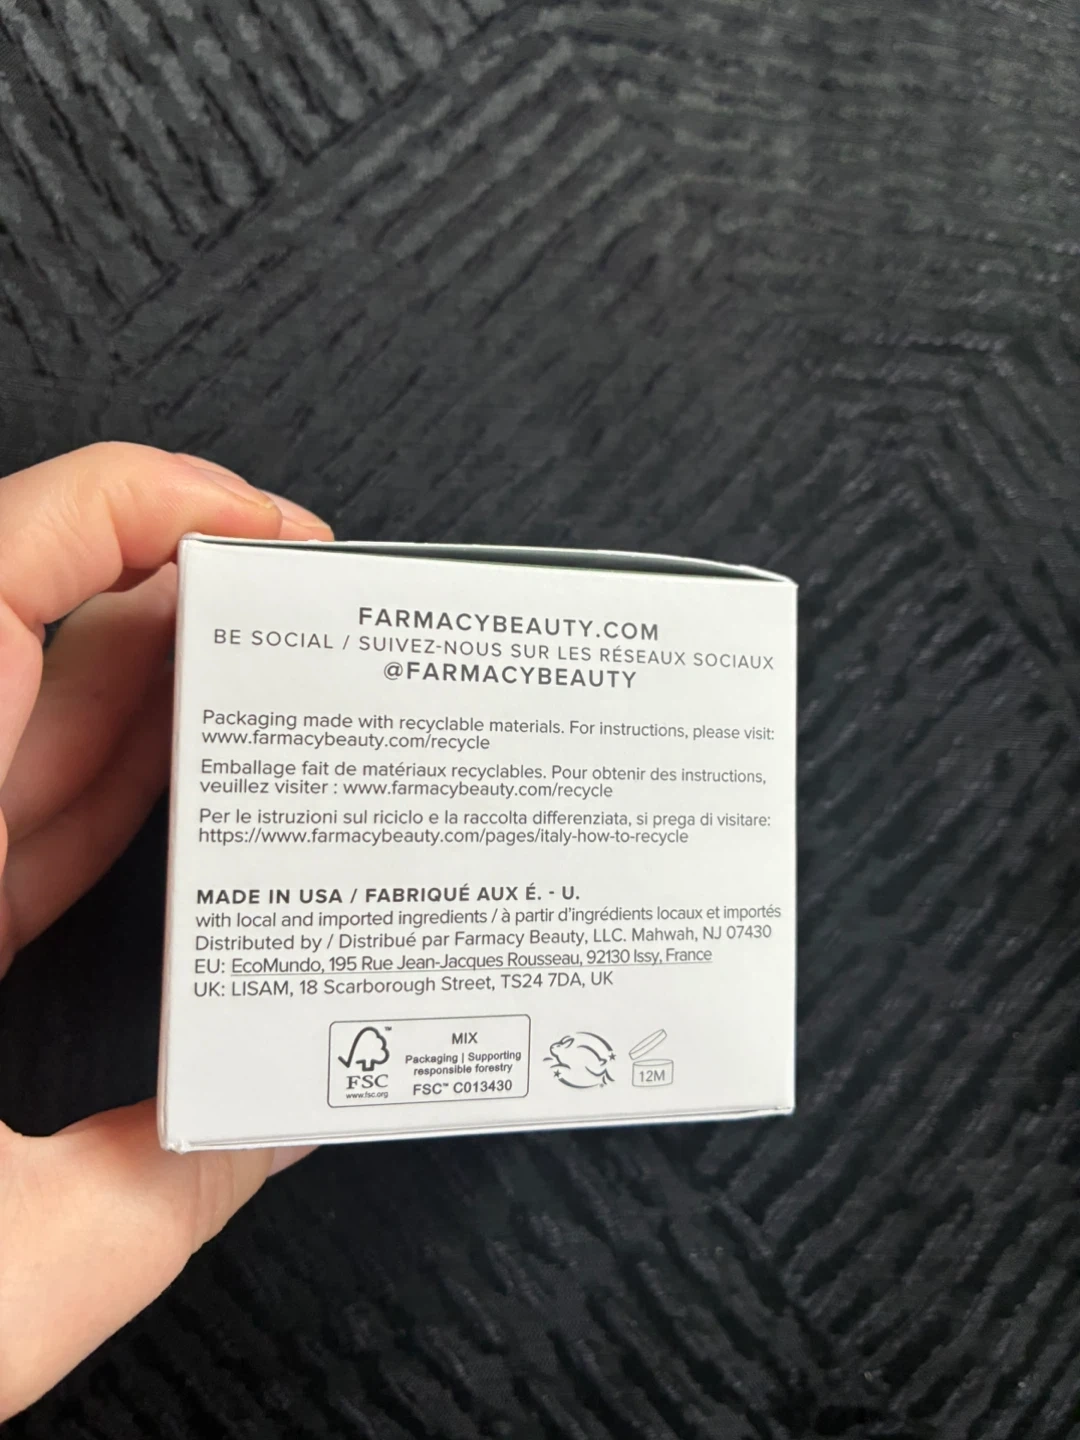 FARMACYBEAUTY.COM
BE SOCIAL / SUIVEZ-NOUS SUR LES RÉSEAUX SOCIAUX
@FARMACYBEAUTY
Packaging made with recyclable materials. For instructions, please visit:
www.farmacybeauty.com/recycle
Emballage fait de matériaux recyclables. Pour obtenir des instructions,
veuillez visiter : www.farmacybeauty.com/recycle
Per le istruzioni sul riciclo e la raccolta differenziata, si prega di visitare:
https://www.farmacybeauty.com/pages/italy-how-to-recycle
MADE IN USA / FABRIQUÉ AUX É. - U.
with local and imported ingredients / à partir d'ingrédients locaux et importés
Distributed by / Distribué par Farmacy Beauty, LLC. Mahwah, NJ 07430
EU: EcoMundo, 195 Rue Jean-Jacques Rousseau, 92130 Issy, France
UK: LISAM, 18 Scarborough Street, TS24 7DA, UK
FSC™
www.fsc.org
MIX
Packaging | Supporting
responsible forestry
FSC™ C013430
12M